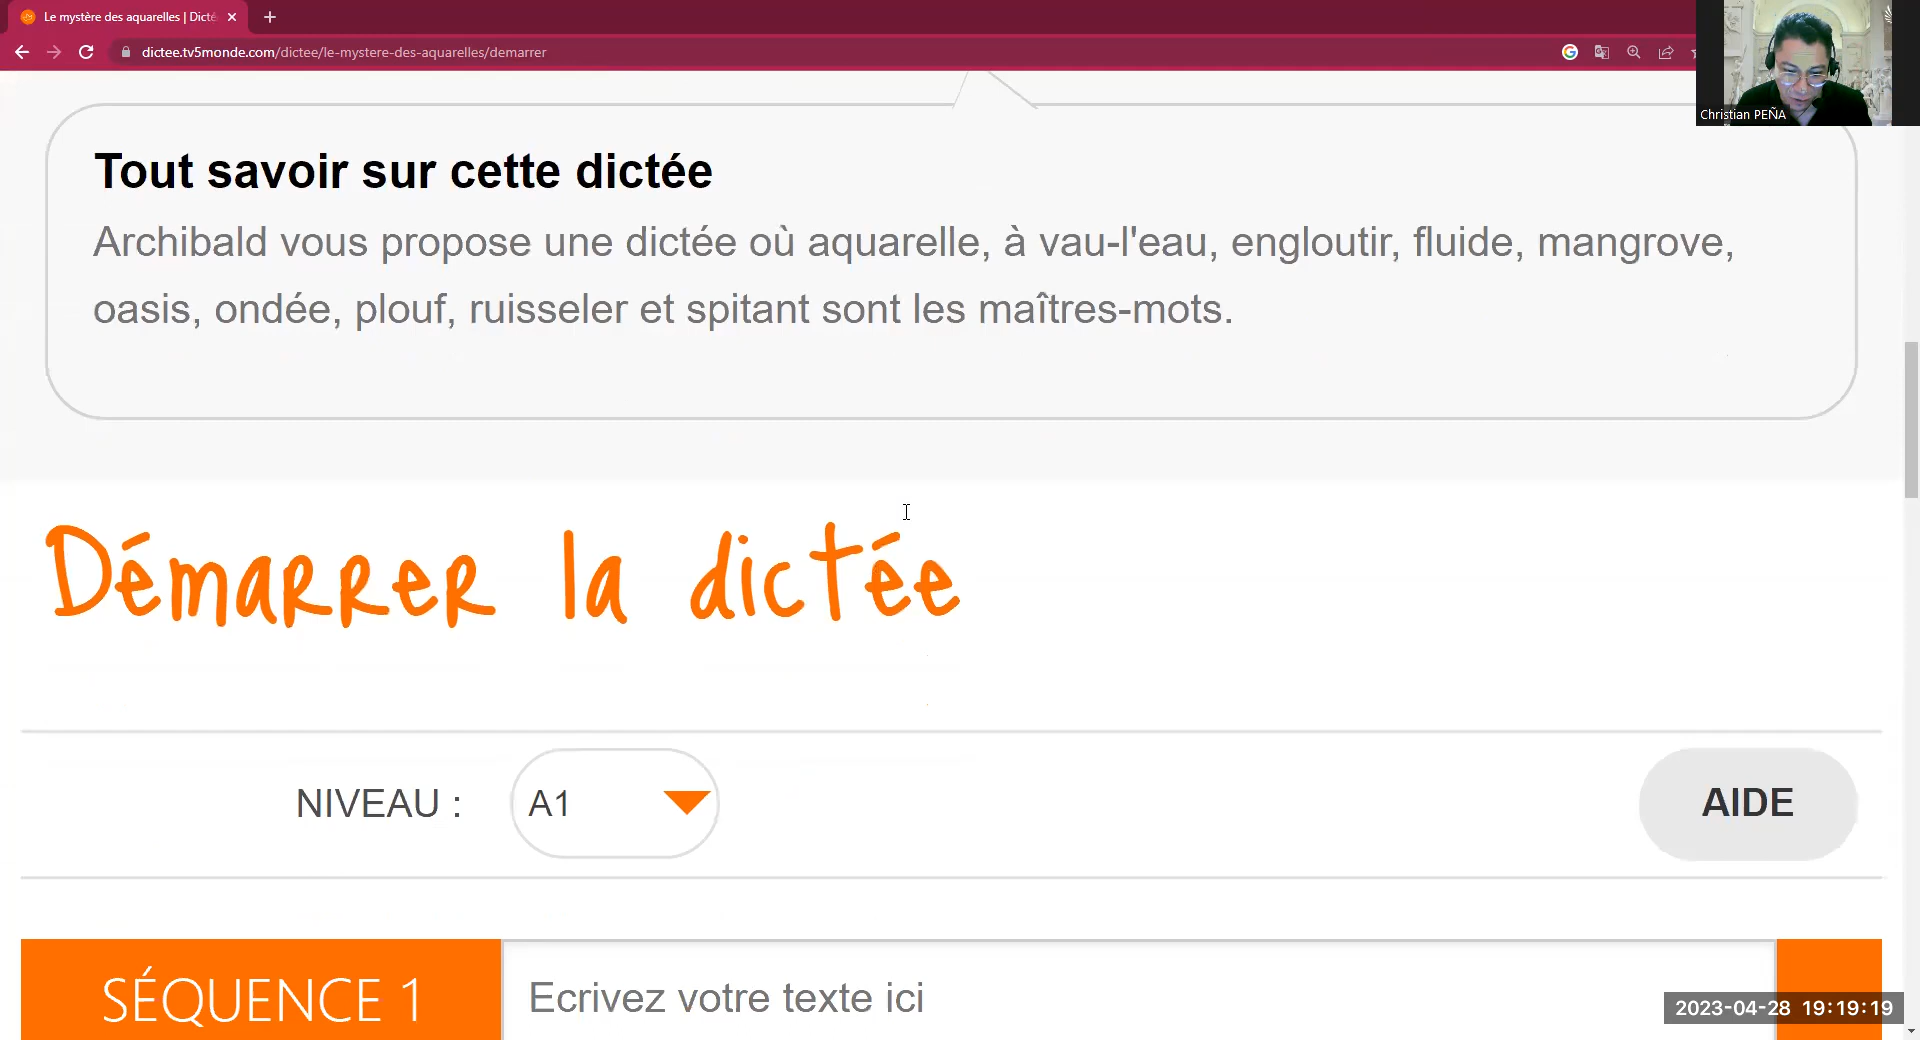 Le mystère des aquarelles | Dicté
dictee.tv5monde.com/dictee/le-mystere-des-aquarelles/demarrer
Christian PEÑA
Tout savoir sur cette dictée
Archibald vous propose une dictée où aquarelle, à vau-l'eau, engloutir, fluide, mangrove,
oasis, ondée, plouf, ruisseler et spitant sont les maîtres-mots.
Démarrer la dictée
NIVEAU :
A1
AIDE
SÉQUENCE 1
Ecrivez votre texte ici
2023-04-28 19:19:19